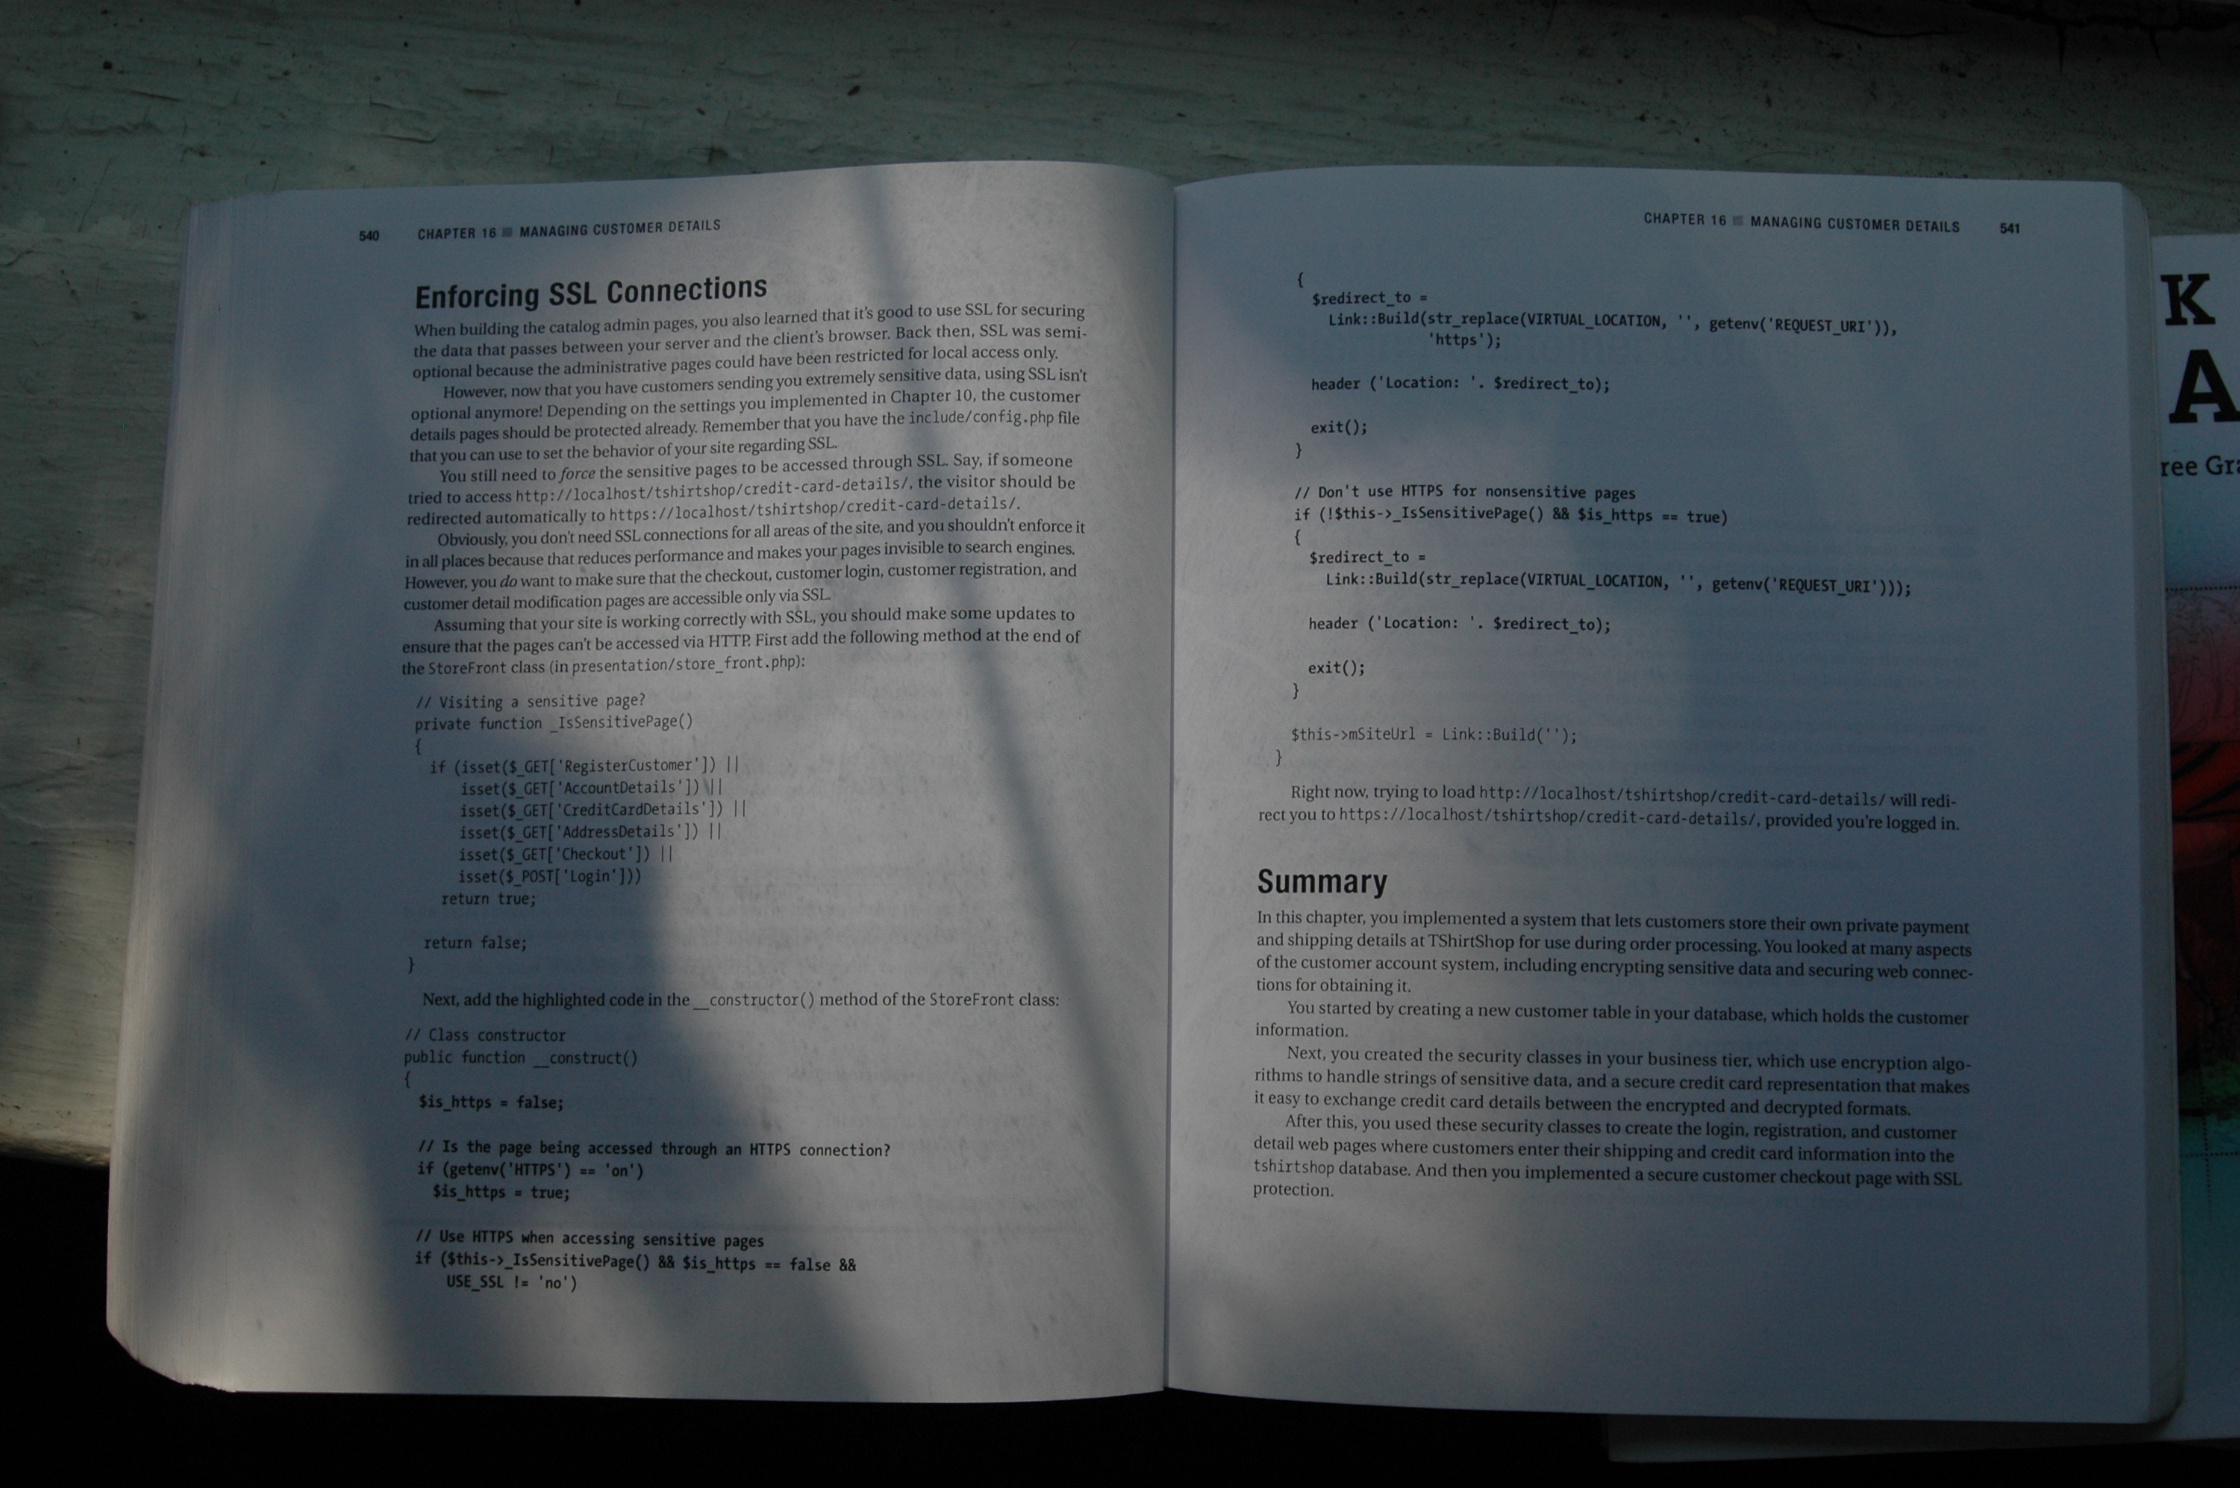 540 CHAPTER 16 ■ MANAGING CUSTOMER DETAILS
Enforcing SSL Connections
When building the catalog admin pages, you also learned that it's good to use SSL for securing
the data that passes between your server and the client's browser. Back then, SSL was semi-
optional because the administrative pages could have been restricted for local access only.
However, now that you have customers sending you extremely sensitive data, using SSL isn't
optional anymore! Depending on the settings you implemented in Chapter 10, the customer
details pages should be protected already. Remember that you have the include/config.php file
that you can use to set the behavior of your site regarding SSL.
You still need to force the sensitive pages to be accessed through SSL. Say, if someone
tried to access http://localhost/tshirtshop/credit-card-details/, the visitor should be
redirected automatically to https://localhost/tshirtshop/credit-card-details/.
Obviously, you don't need SSL connections for all areas of the site, and you shouldn't enforce it
in all places because that reduces performance and makes your pages invisible to search engines.
However, you do want to make sure that the checkout, customer login, customer registration, and
customer detail modification pages are accessible only via SSL.
Assuming that your site is working correctly with SSL, you should make some updates to
ensure that the pages can't be accessed via HTTP. First add the following method at the end of
the StoreFront class (in presentation/store_front.php):
// Visiting a sensitive page?
private function _IsSensitivePage()
{
if (isset($_GET['RegisterCustomer']) ||
isset($_GET['AccountDetails']) ||
isset($_GET['CreditCardDetails']) ||
isset($_GET['AddressDetails']) ||
isset($_GET['Checkout']) ||
isset($_POST['Login']))
return true;
return false;
}
Next, add the highlighted code in the __constructor() method of the StoreFront class:
// Class constructor
public function __construct()
{
$is_https = false;
// Is the page being accessed through an HTTPS connection?
if (getenv('HTTPS') == 'on')
$is_https = true;
// Use HTTPS when accessing sensitive pages
if ($this->_IsSensitivePage() && $is_https == false &&
USE_SSL != 'no')
CHAPTER 16 ■ MANAGING CUSTOMER DETAILS 541
{
$redirect_to =
Link::Build(str_replace(VIRTUAL_LOCATION, '', getenv('REQUEST_URI')),
'https');
header ('Location: '. $redirect_to);
exit();
}
// Don't use HTTPS for nonsensitive pages
if (!$this->_IsSensitivePage() && $is_https == true)
{
$redirect_to =
Link::Build(str_replace(VIRTUAL_LOCATION, '', getenv('REQUEST_URI')));
header ('Location: '. $redirect_to);
exit();
}
$this->mSiteUrl = Link::Build('');
}
Right now, trying to load http://localhost/tshirtshop/credit-card-details/ will redi-
rect you to https://localhost/tshirtshop/credit-card-details/, provided you're logged in.
Summary
In this chapter, you implemented a system that lets customers store their own private payment
and shipping details at TShirtShop for use during order processing. You looked at many aspects
of the customer account system, including encrypting sensitive data and securing web connec-
tions for obtaining it.
You started by creating a new customer table in your database, which holds the customer
information.
Next, you created the security classes in your business tier, which use encryption algo-
rithms to handle strings of sensitive data, and a secure credit card representation that makes
it easy to exchange credit card details between the encrypted and decrypted formats.
After this, you used these security classes to create the login, registration, and customer
detail web pages where customers enter their shipping and credit card information into the
tshirtshop database. And then you implemented a secure customer checkout page with SSL
protection.
K
A